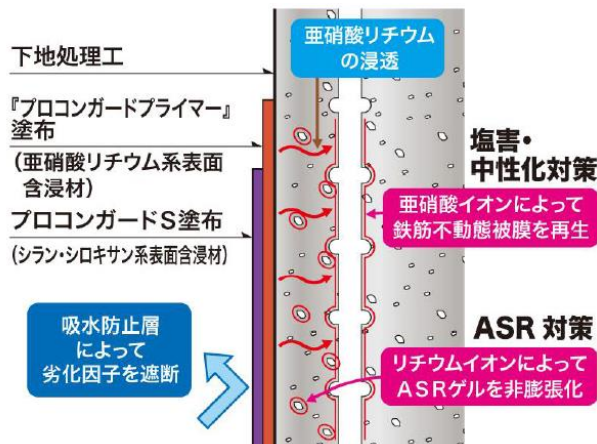 下地処理工
『プロコンガードプライマー』
塗布
(亜硝酸リチウム系表面
含浸材)
プロコンガードS塗布
(シラン・シロキサン系表面含浸材)
吸水防止層
によって
劣化因子を遮断
亜硝酸リチウム
の浸透
塩害・
中性化対策
亜硝酸イオンによって
鉄筋不動態被膜を再生
ASR 対策
リチウムイオンによって
ASRゲルを非膨張化